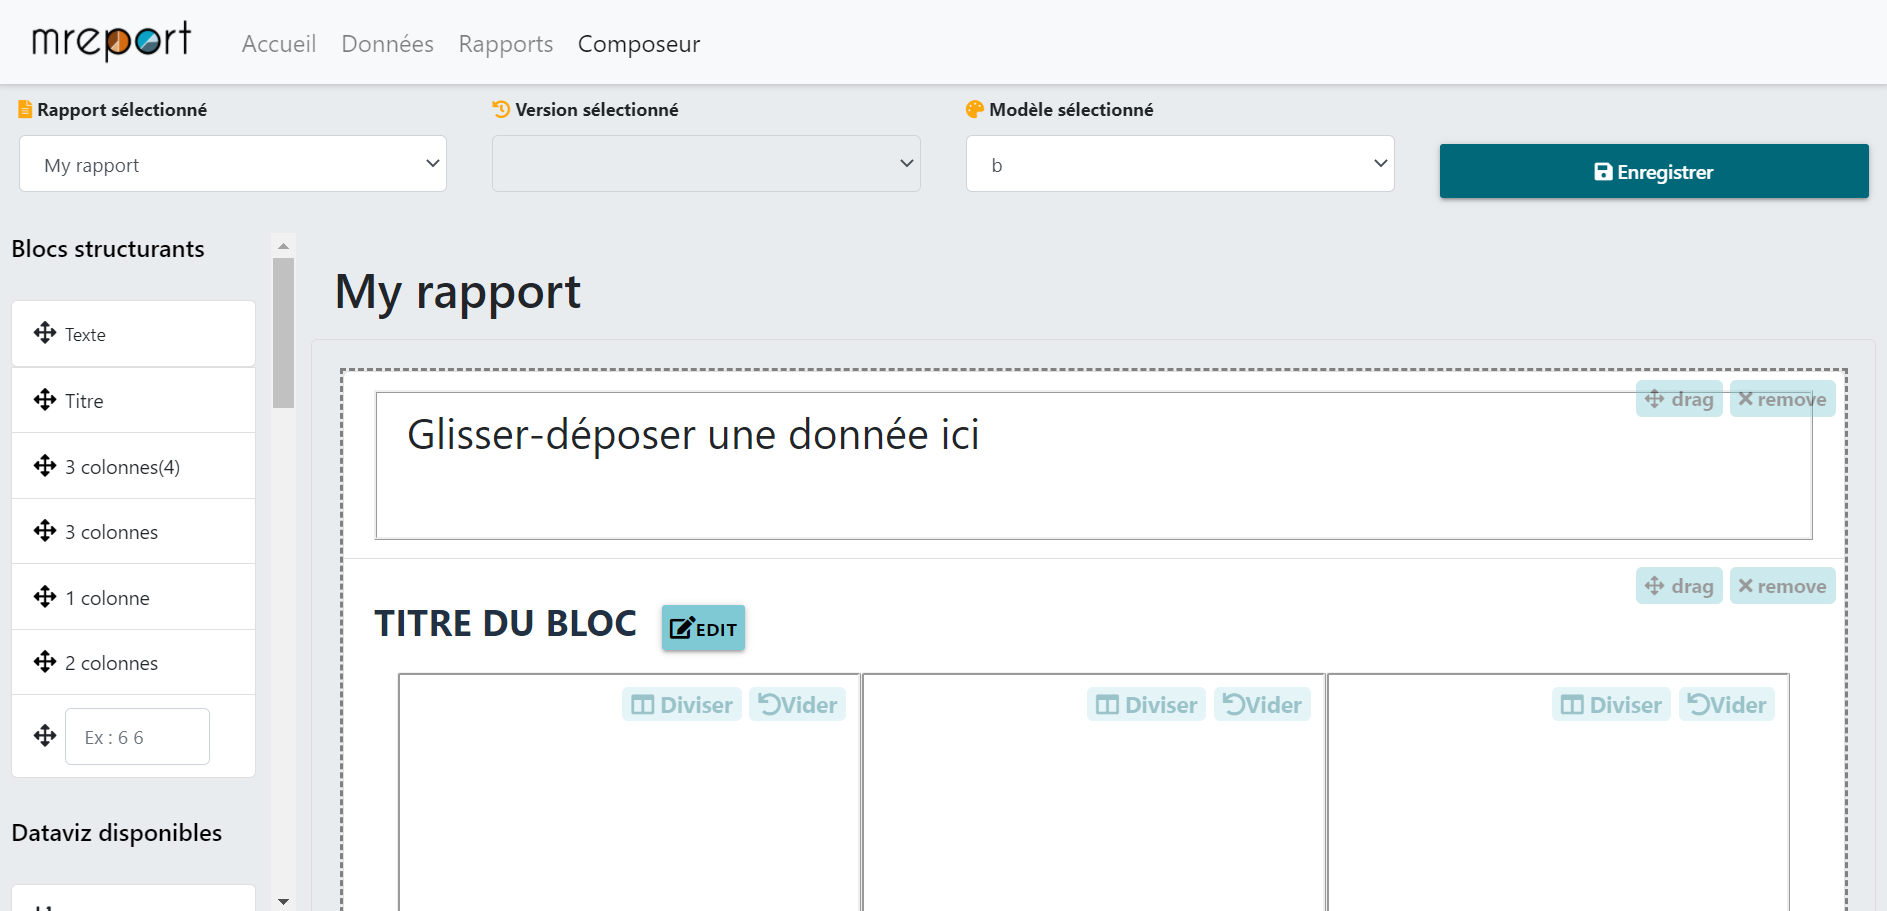 mreport Accueil Données Rapports Composeur
Rapport sélectionné Version sélectionné Modèle sélectionné
My rapport b Enregistrer
Blocs structurants
Texte
Titre
3 colonnes(4)
3 colonnes
1 colonne
2 colonnes
Ex : 6 6
Dataviz disponibles
My rapport
drag remove
Glisser-déposer une donnée ici
drag remove
TITRE DU BLOC EDIT
Diviser Vider Diviser Vider Diviser Vider